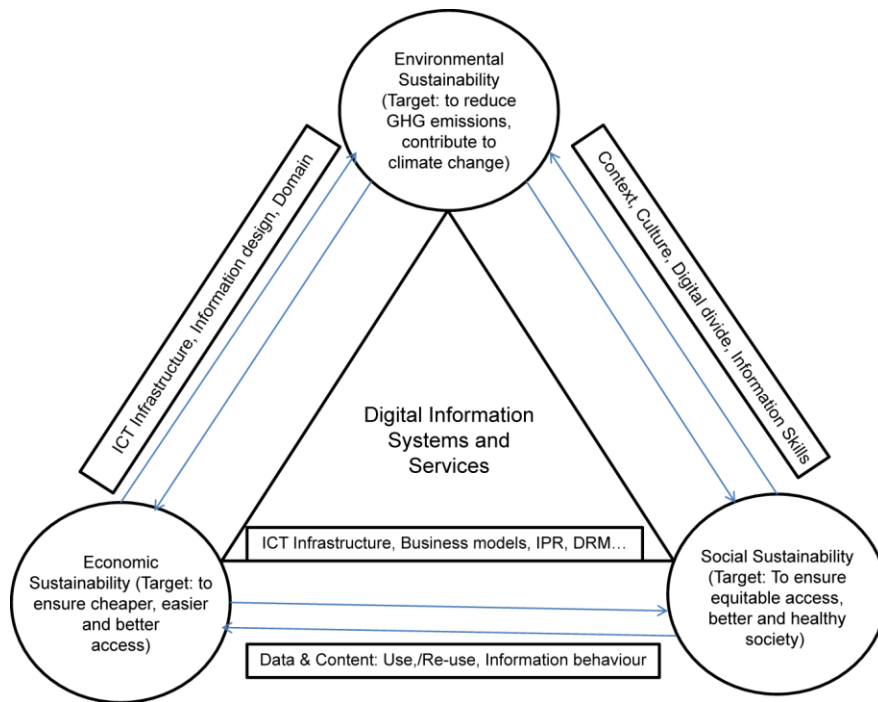 Environmental
Sustainability
(Target: to reduce
GHG emissions,
contribute to
climate change)
ICT Infrastructure, Information design, Domain
Context, Culture, Digital divide, Information Skills
Digital Information
Systems and
Services
ICT Infrastructure, Business models, IPR, DRM…
Economic
Sustainability (Target: to
ensure cheaper, easier
and better
access)
Social Sustainability
(Target: To ensure
equitable access,
better and healthy
society)
Data & Content: Use,/Re-use, Information behaviour